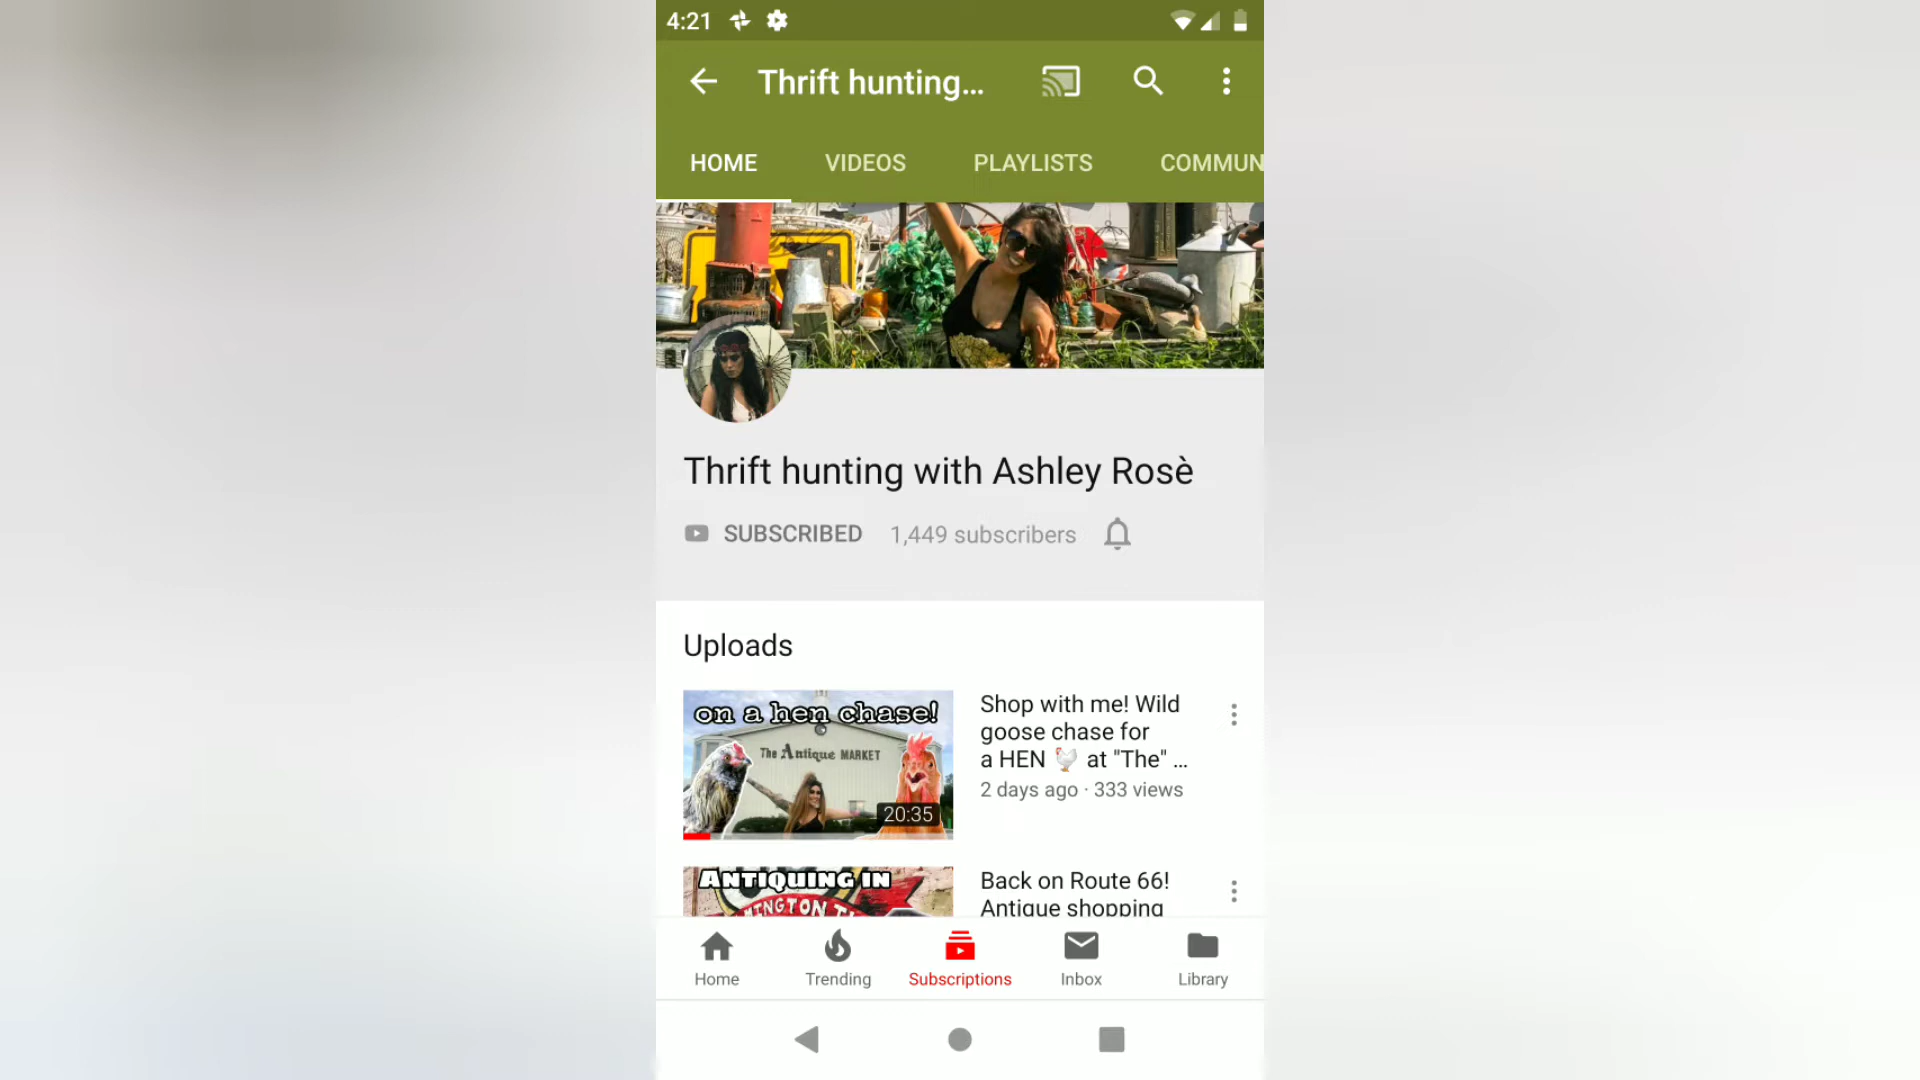 4:21
Thrift hunting...
HOME VIDEOS PLAYLISTS COMMUN
Thrift hunting with Ashley Rosè
SUBSCRIBED 1,449 subscribers
Uploads
on a hen chase!
The Antique MARKET
20:35
Shop with me! Wild
goose chase for
a HEN 🐓 at "The" ...
2 days ago · 333 views
ANTIQUING IN
Back on Route 66!
Antique shopping
Home Trending Subscriptions Inbox Library